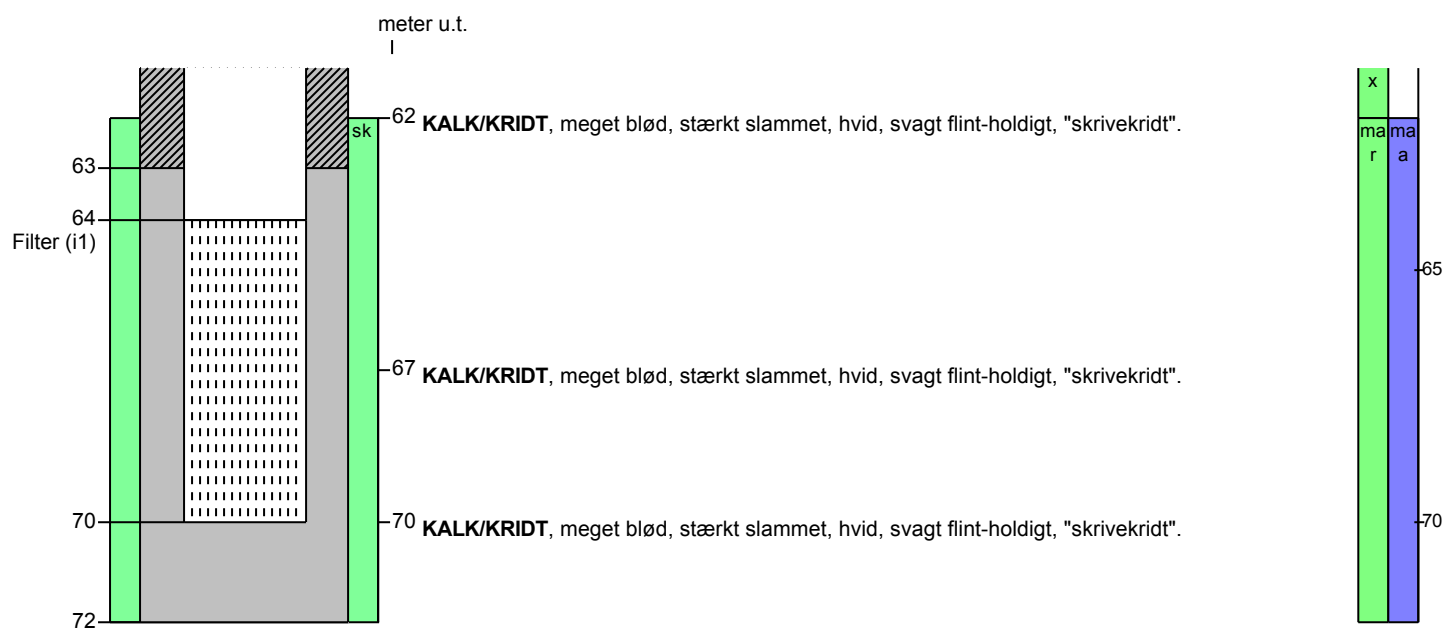 meter u.t.
x
62 KALK/KRIDT, meget blød, stærkt slammet, hvid, svagt flint-holdigt, "skrivekridt".
sk
ma
r
ma
a
63
64
Filter (i1)
65
67 KALK/KRIDT, meget blød, stærkt slammet, hvid, svagt flint-holdigt, "skrivekridt".
70
70 KALK/KRIDT, meget blød, stærkt slammet, hvid, svagt flint-holdigt, "skrivekridt".
70
72